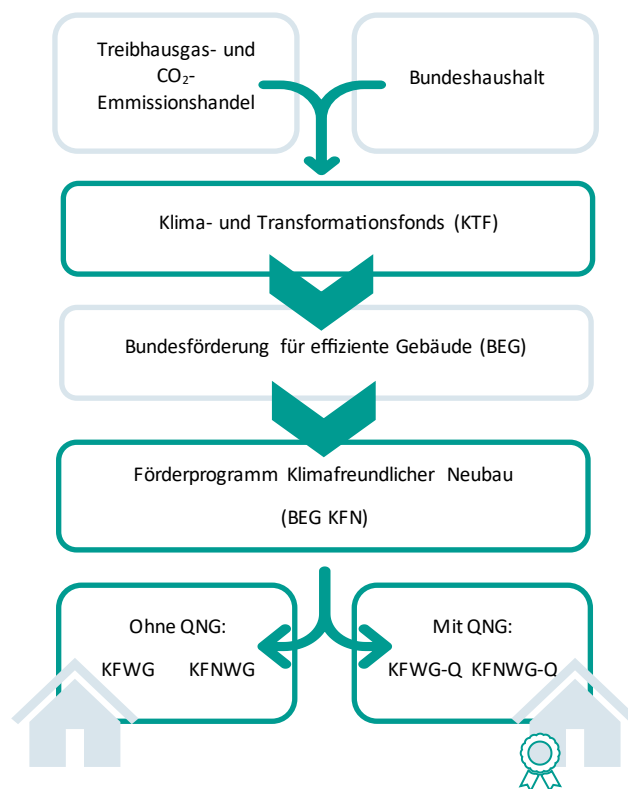 Treibhausgas- und
CO₂-
Emmissionshandel
Bundeshaushalt
Klima- und Transformationsfonds (KTF)
Bundesförderung für effiziente Gebäude (BEG)
Förderprogramm Klimafreundlicher Neubau
(BEG KFN)
Ohne QNG:
KFWG KFNWG
Mit QNG:
KFWG-Q KFNWG-Q